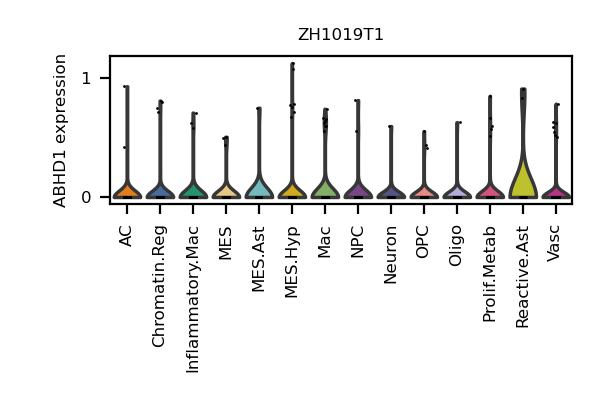 ZH1019T1
ABHD1 expression
1
0
AC
Chromatin.Reg
Inflammatory.Mac
MES
MES.Ast
MES.Hyp
Mac
NPC
Neuron
OPC
Oligo
Prolif.Metab
Reactive.Ast
Vasc